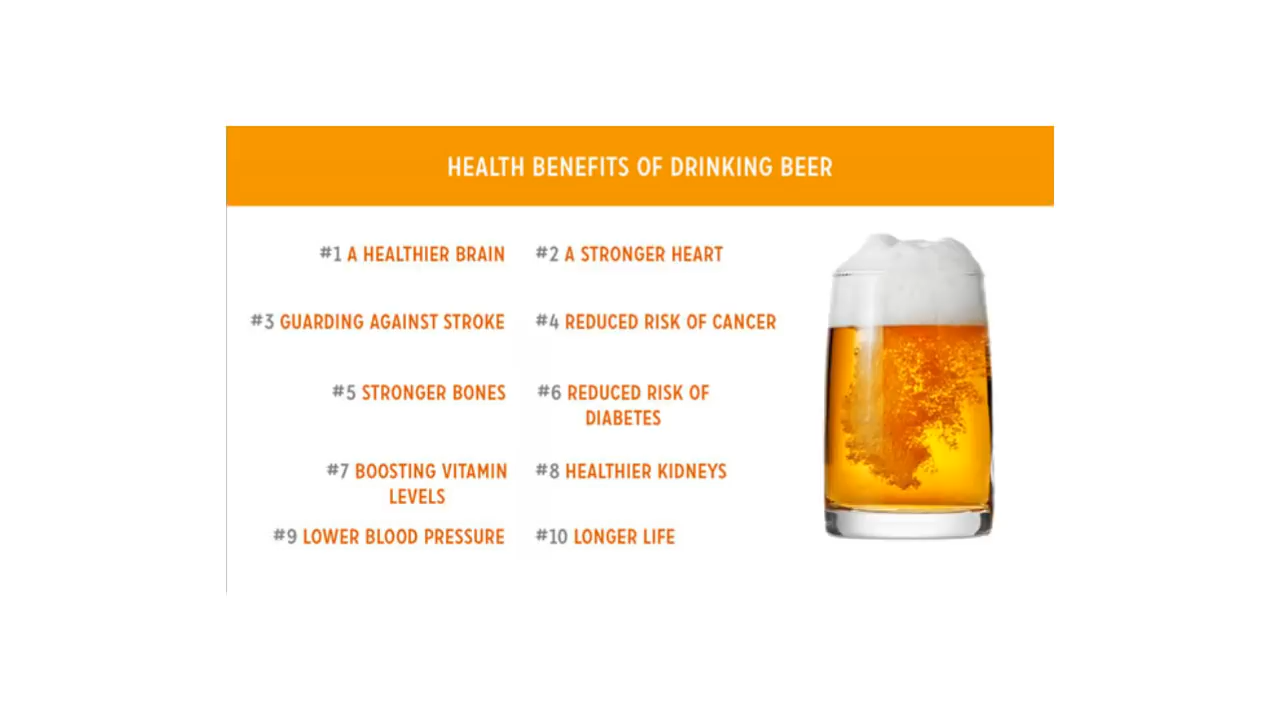 HEALTH BENEFITS OF DRINKING BEER
#1 A HEALTHIER BRAIN
#2 A STRONGER HEART
#3 GUARDING AGAINST STROKE
#4 REDUCED RISK OF CANCER
#5 STRONGER BONES
#6 REDUCED RISK OF
DIABETES
#7 BOOSTING VITAMIN
LEVELS
#8 HEALTHIER KIDNEYS
#9 LOWER BLOOD PRESSURE
#10 LONGER LIFE